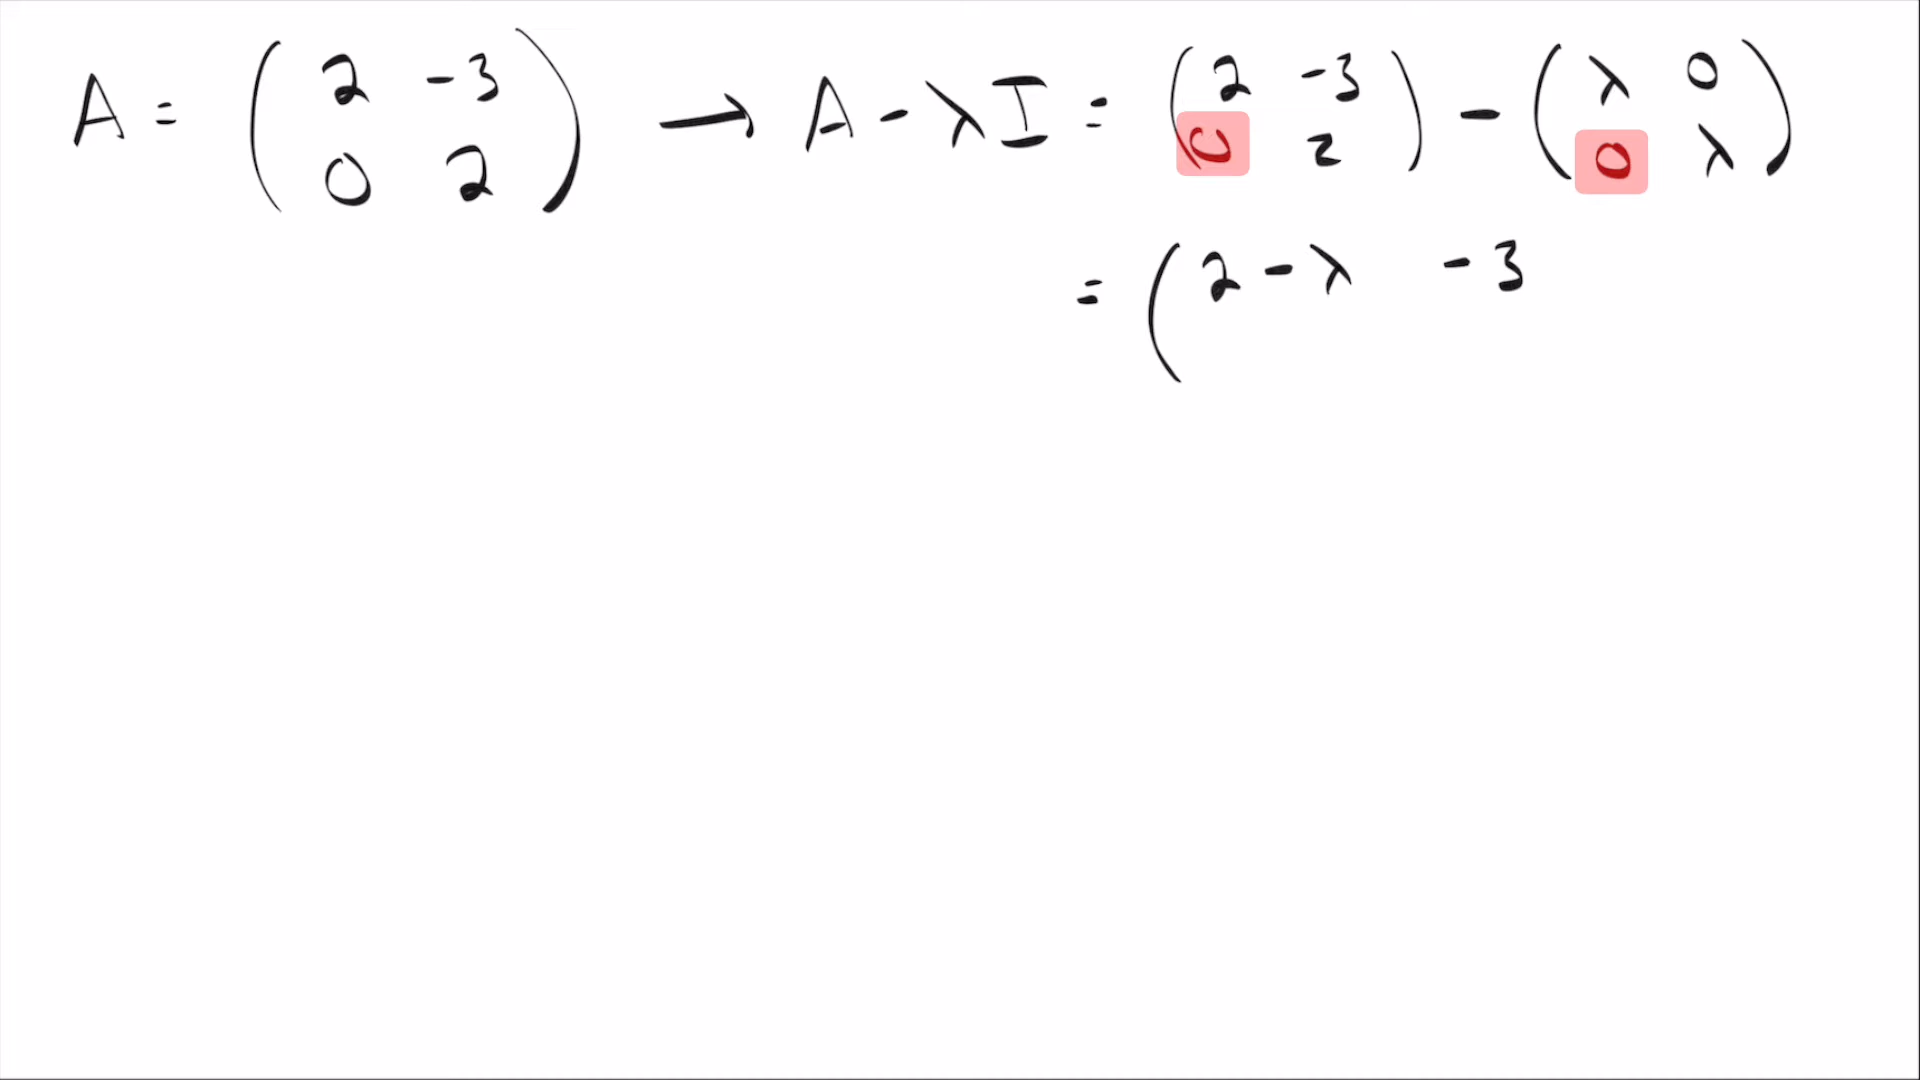 A = ( 2 -3 ) → A - λI = ( 2 -3 ) - ( λ 0 )
( 0 2 ) ( 0 2 ) ( 0 λ )
= ( 2 - λ -3